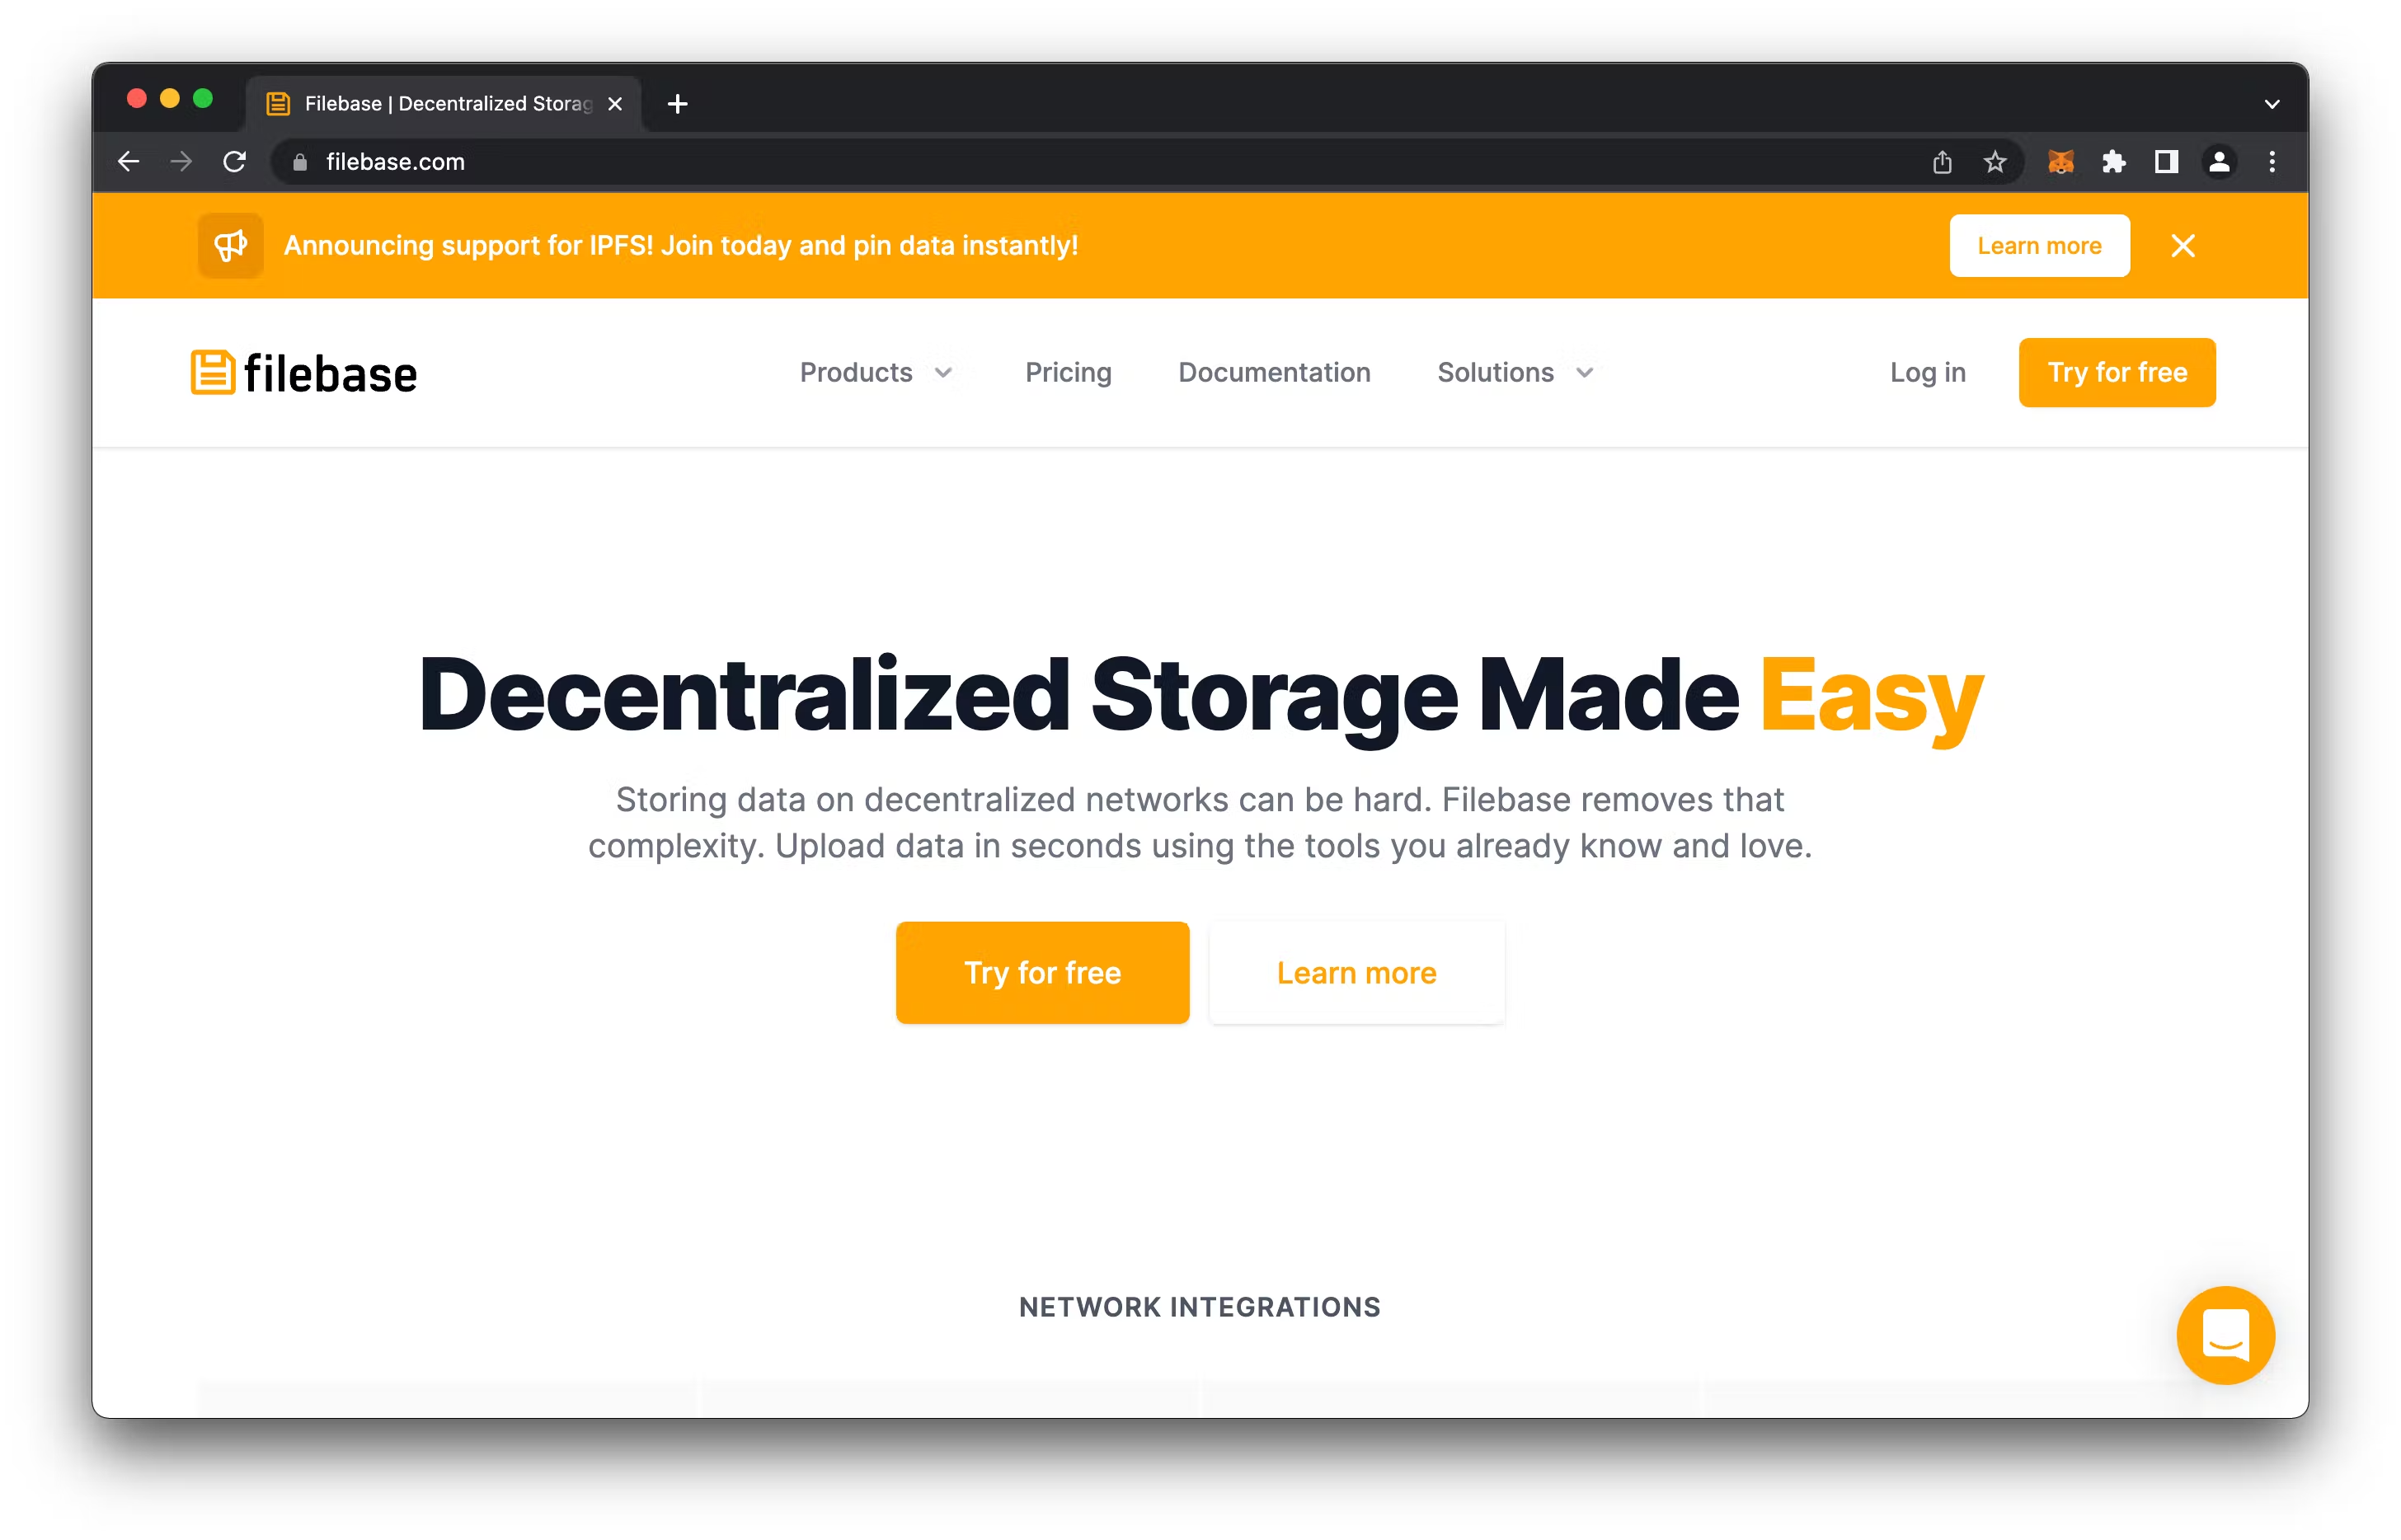 Filebase | Decentralized Storag
filebase.com
Announcing support for IPFS! Join today and pin data instantly!
Learn more
filebase
Products
Pricing
Documentation
Solutions
Log in
Try for free
Decentralized Storage Made Easy
Storing data on decentralized networks can be hard. Filebase removes that
complexity. Upload data in seconds using the tools you already know and love.
Try for free
Learn more
NETWORK INTEGRATIONS